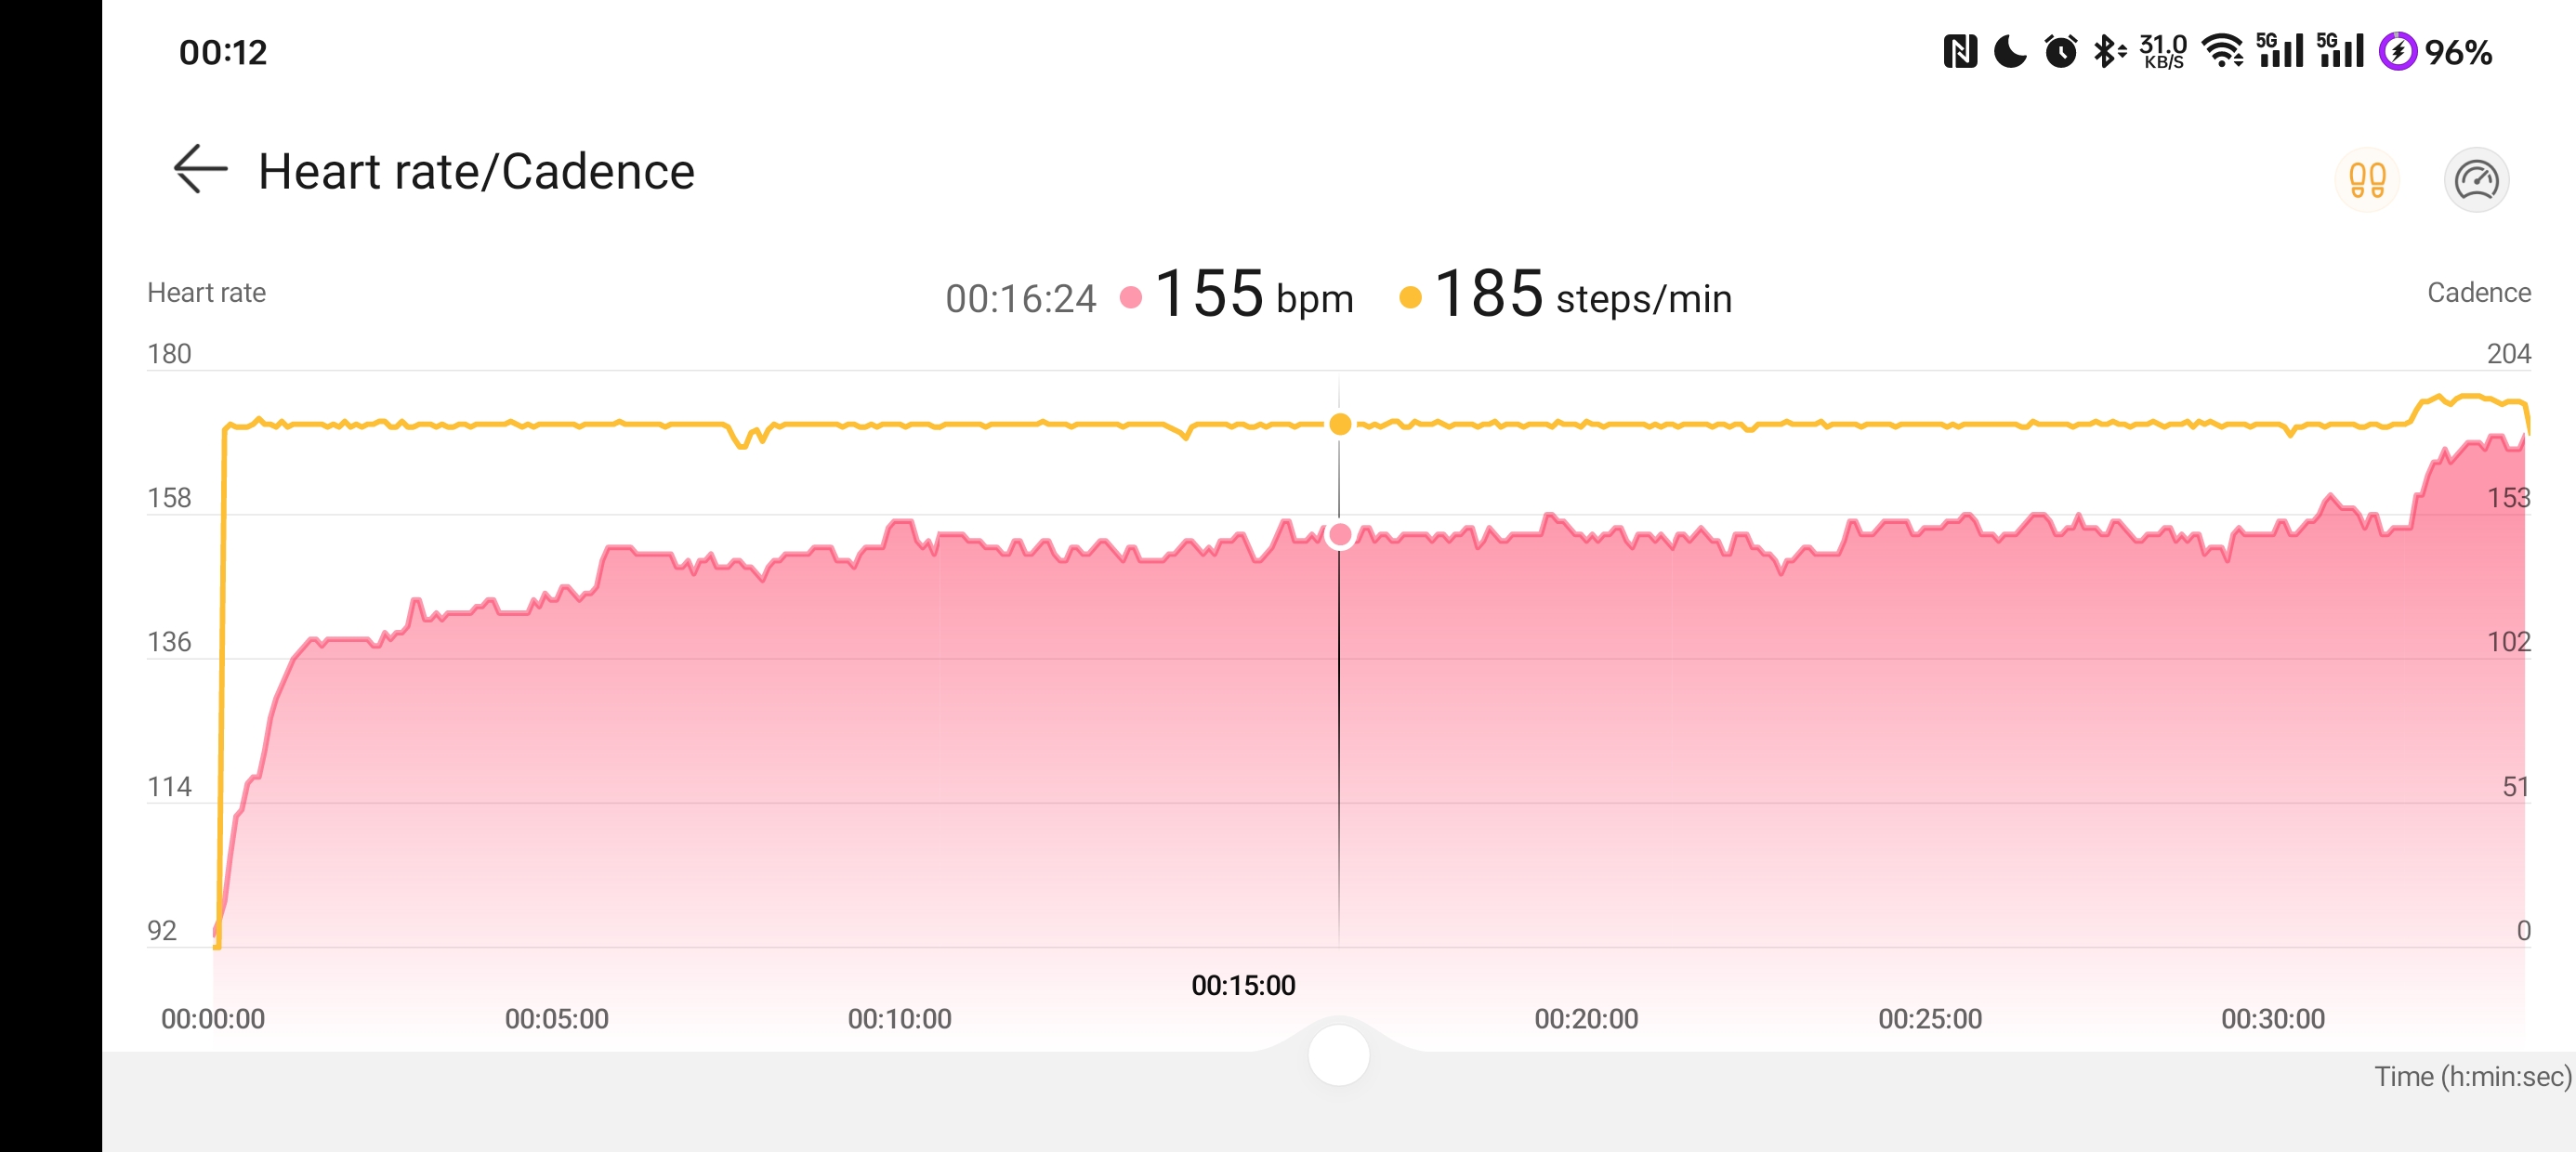 00:12
31.0
KB/S
5G
5G
96%
Heart rate/Cadence
Heart rate
00:16:24 155 bpm 185 steps/min
Cadence
180
204
158
153
136
102
114
51
92
0
00:00:00
00:05:00
00:10:00
00:15:00
00:20:00
00:25:00
00:30:00
Time (h:min:sec)